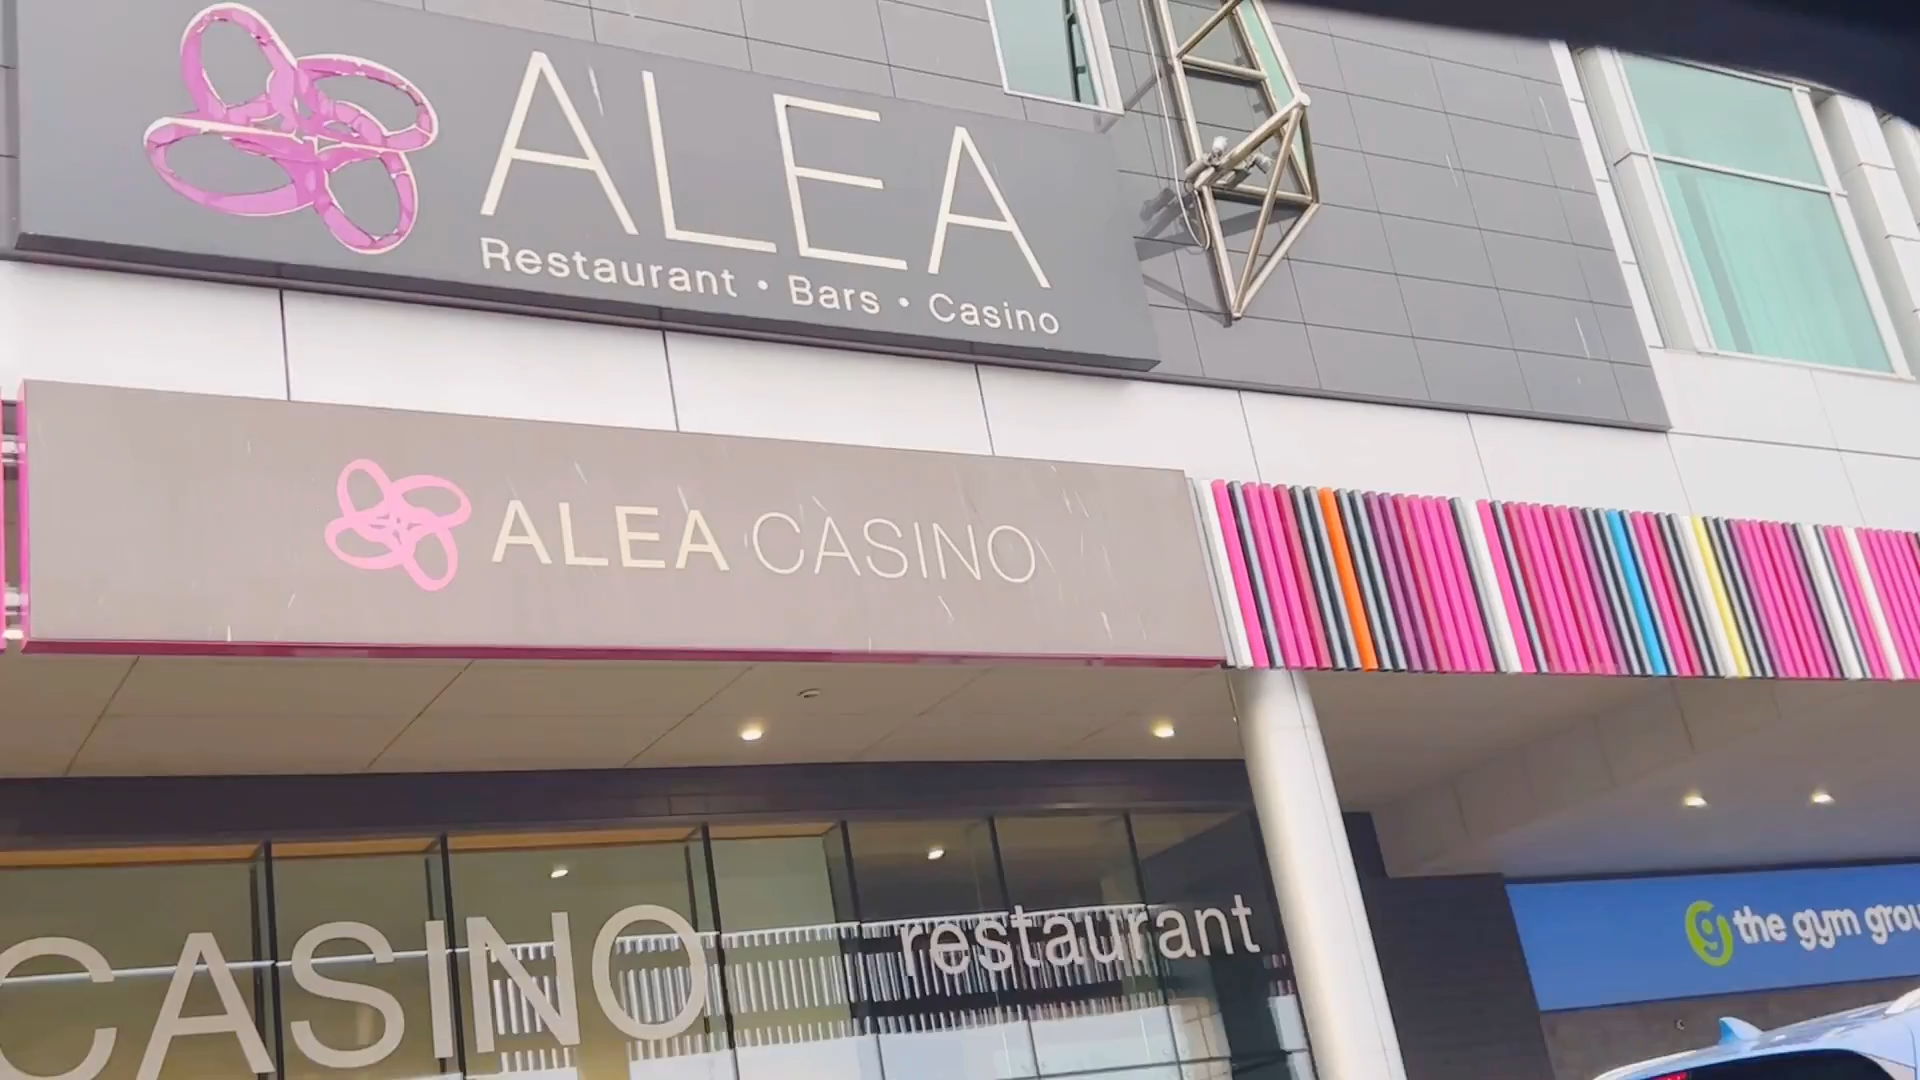 ALEA
Restaurant • Bars • Casino
ALEA CASINO
CASINO
restaurant
the gym grou